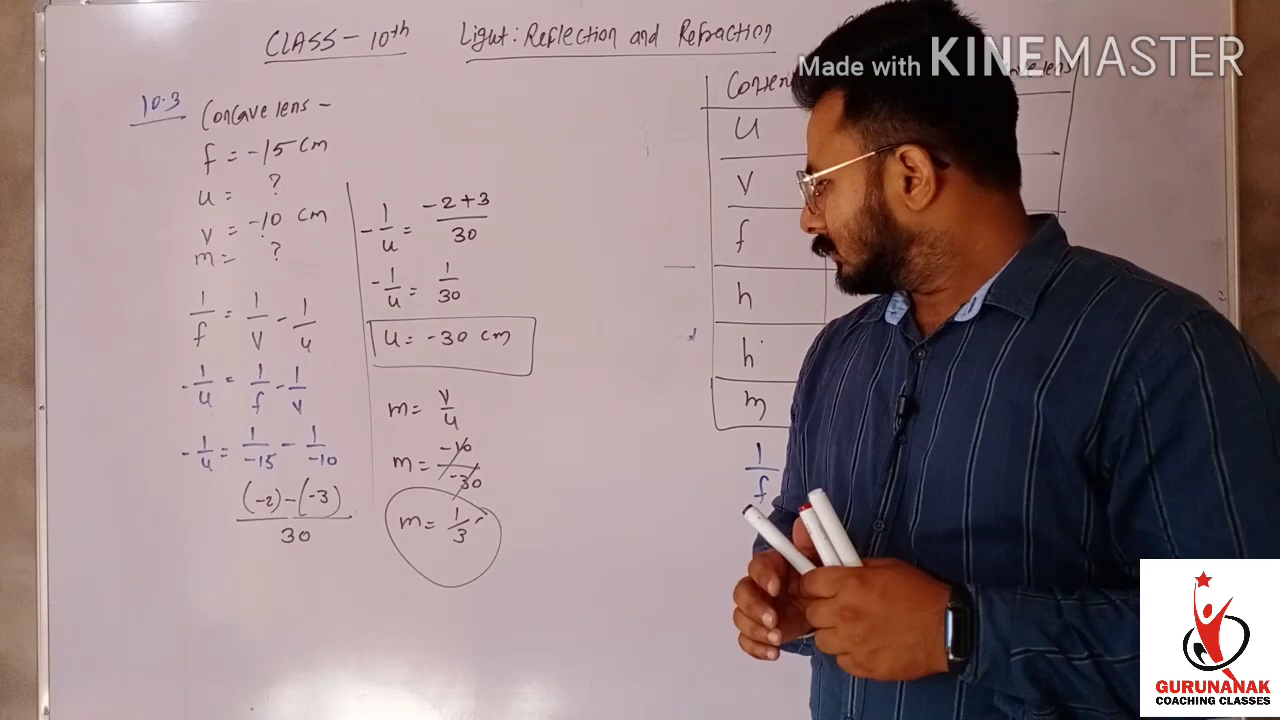 CLASS - 10th Light: Reflection and Refraction
Made with KINEMASTER
10.3 Concave lens -
f = -15 cm
u = ?
v = -10 cm
m = ?
1/f = 1/v - 1/u
-1/u = 1/f - 1/v
-1/u = 1/-15 - 1/-10
(-2) - (-3) / 30
-1/u = -2+3/30
-1/u = 1/30
u = -30 cm
m = v/u
m = -10/-30
m = 1/3
lens
u
v
f
h
h'
m
1/f
GURUNANAK
COACHING CLASSES